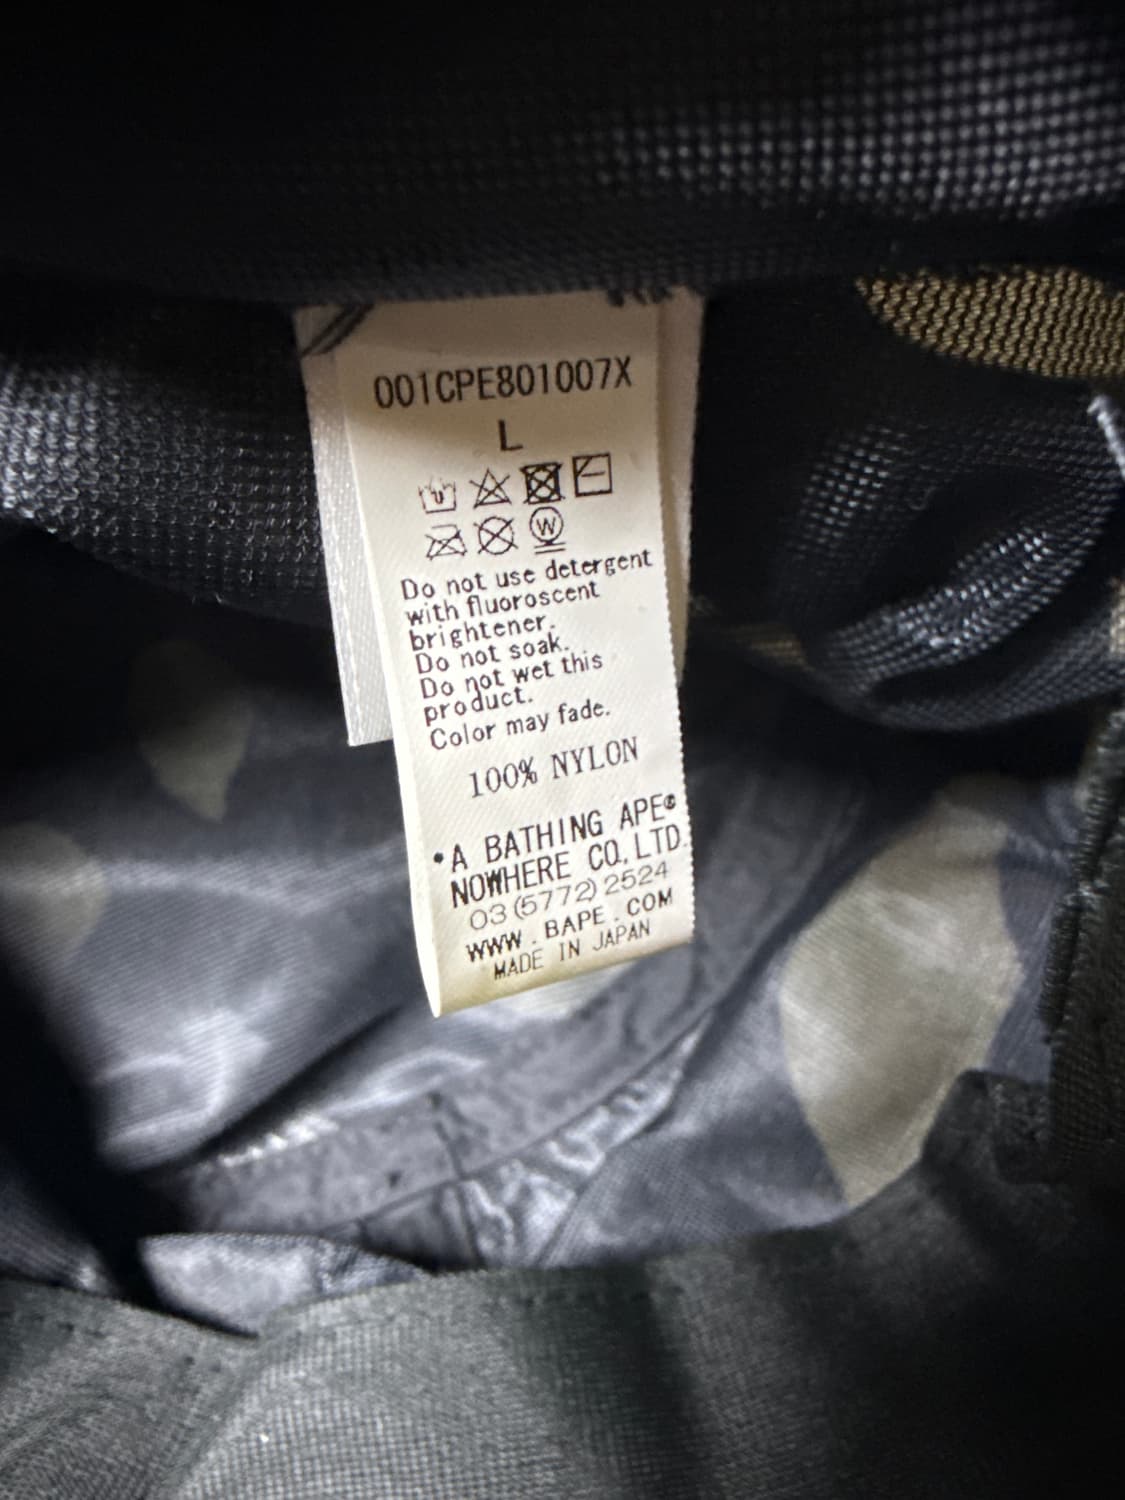 001CPE801007X
L
W
Do not use detergent
with fluoroscent
brightener.
Do not soak.
Do not wet this
product.
Color may fade.
100% NYLON
•A BATHING APE®
NOWHERE CO.,LTD.
03(5772)2524
WWW.BAPE.COM
MADE IN JAPAN